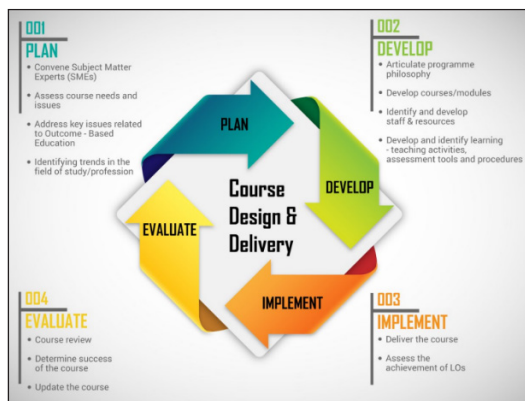 001
PLAN
• Convene Subject Matter
Experts (SMEs)
• Assess course needs and
issues
• Address key issues related
to Outcome - Based
Education
• Identifying trends in the
field of study/profession
002
DEVELOP
• Articulate programme
philosophy
• Develop courses/modules
• Identify and develop
staff & resources
• Develop and identify learning
- teaching activities,
assessment tools and procedures
PLAN
DEVELOP
Course
Design &
Delivery
EVALUATE
IMPLEMENT
004
EVALUATE
• Course review
• Determine success
of the course
• Update the course
003
IMPLEMENT
• Deliver the course
• Assess the
achievement of LOs